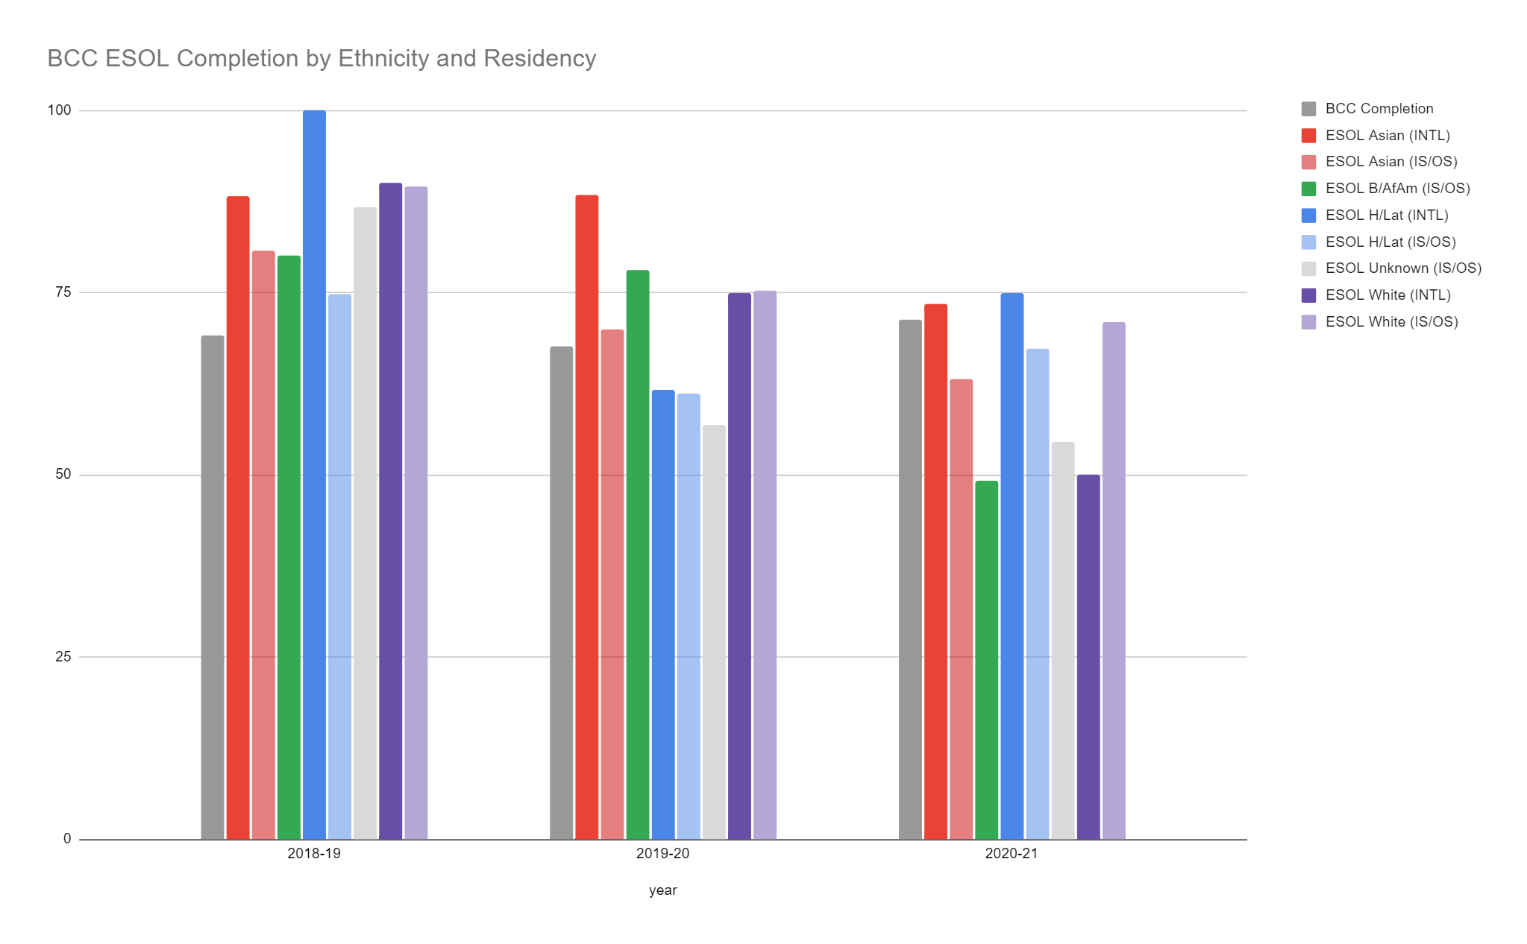 BCC ESOL Completion by Ethnicity and Residency
100
75
50
25
0
2018-19
2019-20
2020-21
year
BCC Completion
ESOL Asian (INTL)
ESOL Asian (IS/OS)
ESOL B/AfAm (IS/OS)
ESOL H/Lat (INTL)
ESOL H/Lat (IS/OS)
ESOL Unknown (IS/OS)
ESOL White (INTL)
ESOL White (IS/OS)